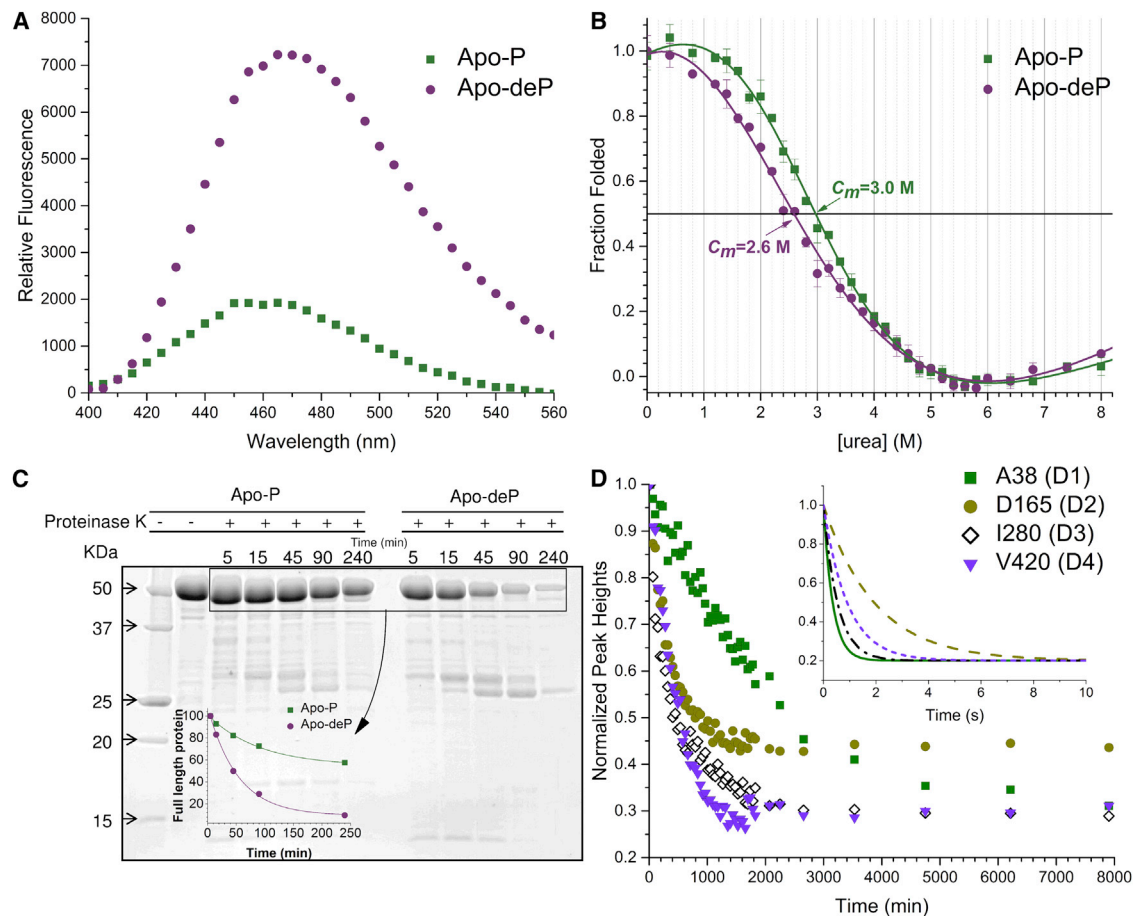 A
8000
7000
6000
5000
4000
3000
2000
1000
0
Relative Fluorescence
Apo-P
Apo-deP
400 420 440 460 480 500 520 540 560
Wavelength (nm)
B
1.0
0.8
0.6
0.4
0.2
0.0
Fraction Folded
Apo-P
Apo-deP
Cm=3.0 M
Cm=2.6 M
0 1 2 3 4 5 6 7 8
[urea] (M)
C
Apo-P Apo-deP
Proteinase K - - + + + + + + + + + +
Time (min)
KDa 5 15 45 90 240 5 15 45 90 240
50
37
25
20
15
Full length protein
100
80
60
40
20
Apo-P
Apo-deP
0 50 100 150 200 250
Time (min)
D
A38 (D1)
D165 (D2)
I280 (D3)
V420 (D4)
1.0
0.9
0.8
0.7
0.6
0.5
0.4
0.3
0.2
Normalized Peak Heights
1.0
0.8
0.6
0.4
0.2
0 2 4 6 8 10
Time (s)
0 1000 2000 3000 4000 5000 6000 7000 8000
Time (min)